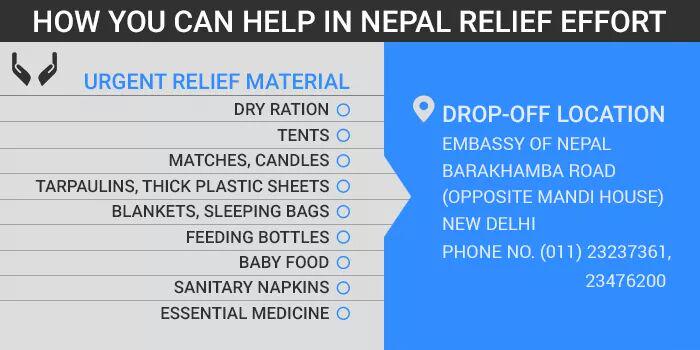 HOW YOU CAN HELP IN NEPAL RELIEF EFFORT
URGENT RELIEF MATERIAL
DRY RATION
TENTS
MATCHES, CANDLES
TARPAULINS, THICK PLASTIC SHEETS
BLANKETS, SLEEPING BAGS
FEEDING BOTTLES
BABY FOOD
SANITARY NAPKINS
ESSENTIAL MEDICINE
DROP-OFF LOCATION
EMBASSY OF NEPAL
BARAKHAMBA ROAD
(OPPOSITE MANDI HOUSE)
NEW DELHI
PHONE NO. (011) 23237361,
23476200